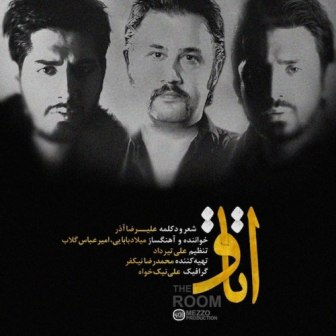 شعر و دکلمه علیرضا آذر
خواننده و آهنگساز میلاد بابایی، امیر عباس گلاب
تنظیم علی تیرداد
تهیه کننده محمدرضا نیکفر
گرافیک علی نیک خواه
اتاق
THE
ROOM
MEZZO
PRODUCTION